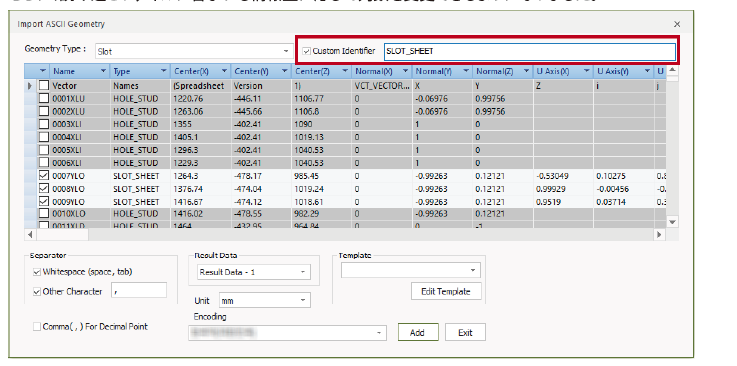 Import ASCII Geometry
Geometry Type : Slot Custom Identifier SLOT_SHEET
Name Type Center(X) Center(Y) Center(Z) Normal(X) Normal(Y) Normal(Z) U Axis(X) U Axis(Y) U
Vector Names (Spreadsheet Version 1) VCT_VECTOR... X Y Z i j
0001XLU HOLE_STUD 1220.76 -446.11 1106.77 0 -0.06976 0.99756
0002XLU HOLE_STUD 1263.06 -445.66 1106.8 0 -0.06976 0.99756
0003XLI HOLE_STUD 1355 -402.41 1090 0 1 0
0004XLI HOLE_STUD 1405.1 -402.41 1019.13 0 1 0
0005XLI HOLE_STUD 1296.3 -402.41 1040.53 0 1 0
0006XLI HOLE_STUD 1229.3 -402.41 1040.53 0 1 0
0007YLO SLOT_SHEET 1264.3 -478.17 985.45 0 -0.99263 0.12121 -0.53049 0.10275 0.8
0008YLO SLOT_SHEET 1376.74 -474.04 1019.24 0 -0.99263 0.12121 0.99929 -0.00456 -0.
0009YLO SLOT_SHEET 1416.67 -474.12 1018.61 0 -0.99263 0.12121 0.9519 0.03714 0.3
0010XLO HOLE_STUD 1416.02 -478.55 982.29 0 -0.99263 0.12121
0011XLO HOLE_STUD 1464 -432.95 964.84 0 0 -1
Separator Result Data Template
Whitespace (space, tab) Result Data - 1
Other Character , Edit Template
Unit mm
Encoding
Comma( , ) For Decimal Point Add Exit